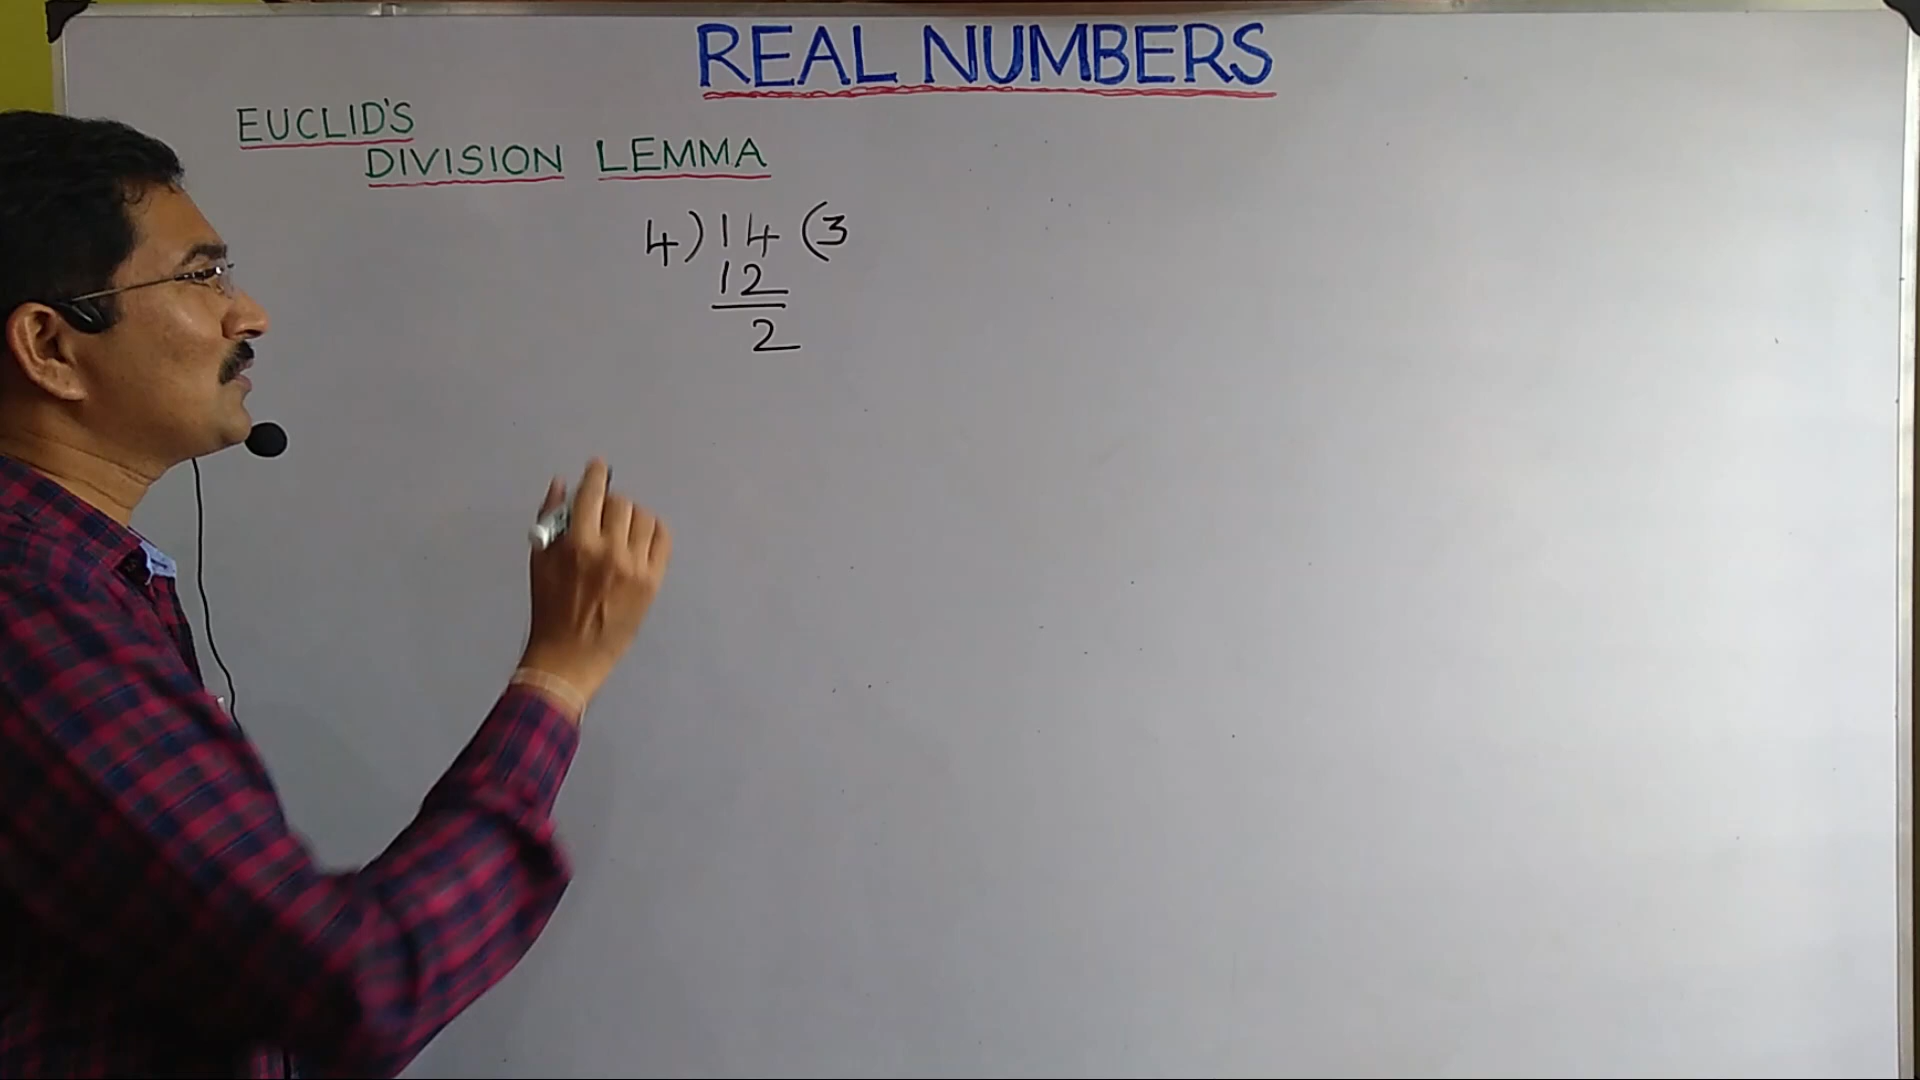 REAL NUMBERS
EUCLID'S
DIVISION LEMMA
4)14(3
12
2